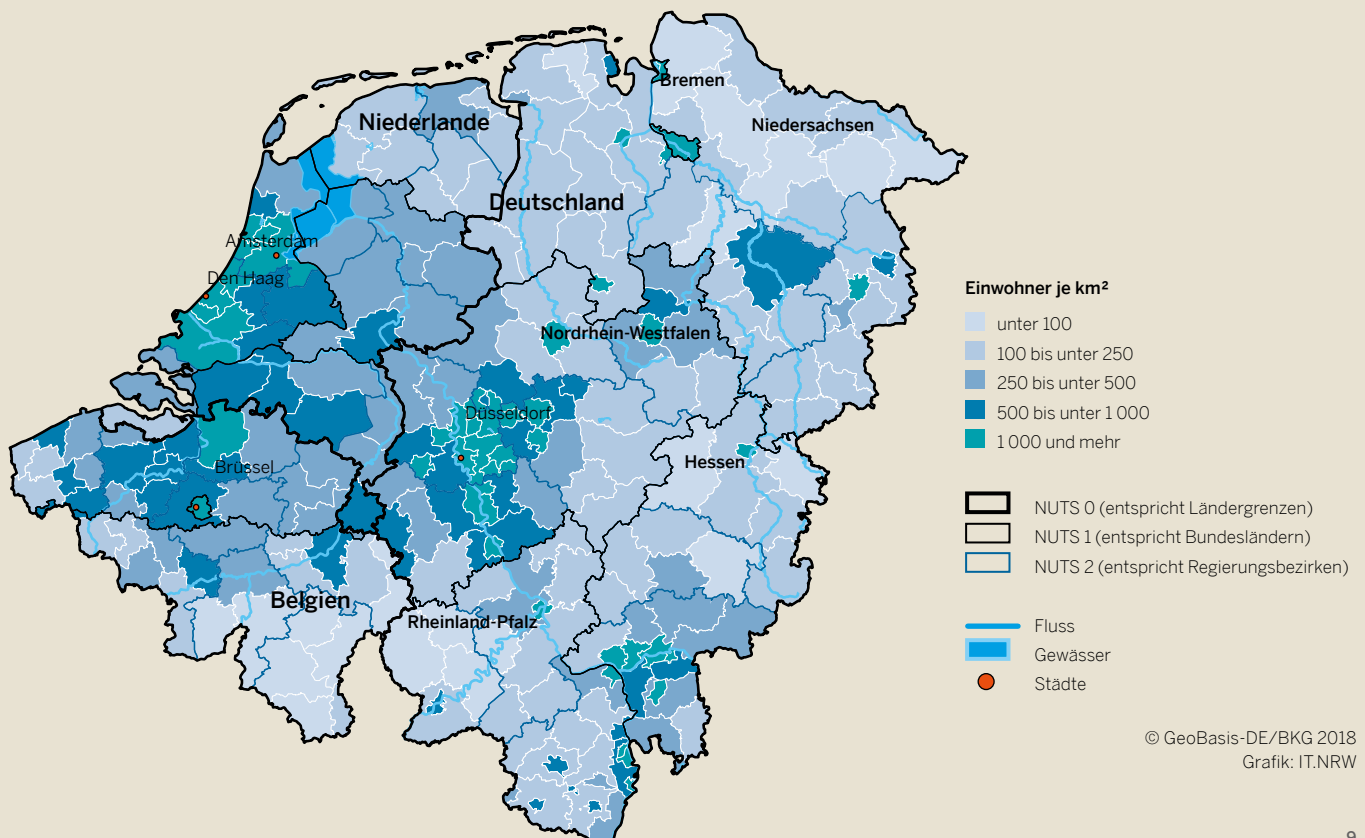 Bremen
Niederlande
Niedersachsen
Deutschland
Amsterdam
Den Haag
Nordrhein-Westfalen
Düsseldorf
Brüssel
Hessen
Belgien
Rheinland-Pfalz
Einwohner je km²
unter 100
100 bis unter 250
250 bis unter 500
500 bis unter 1 000
1 000 und mehr
NUTS 0 (entspricht Ländergrenzen)
NUTS 1 (entspricht Bundesländern)
NUTS 2 (entspricht Regierungsbezirken)
Fluss
Gewässer
Städte
© GeoBasis-DE/BKG 2018
Grafik: IT.NRW
9